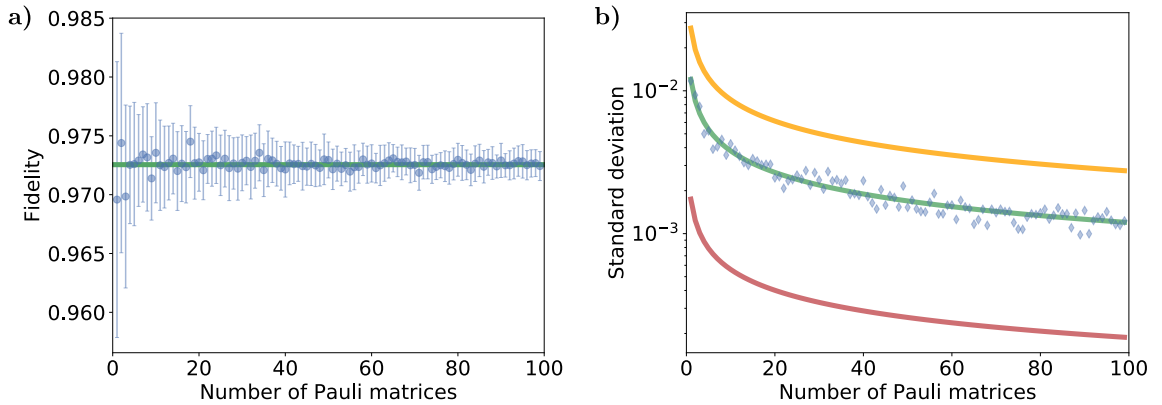 a)
0.985
0.980
0.975
0.970
0.965
0.960
Fidelity
0 20 40 60 80 100
Number of Pauli matrices
b)
10⁻²
10⁻³
Standard deviation
0 20 40 60 80 100
Number of Pauli matrices